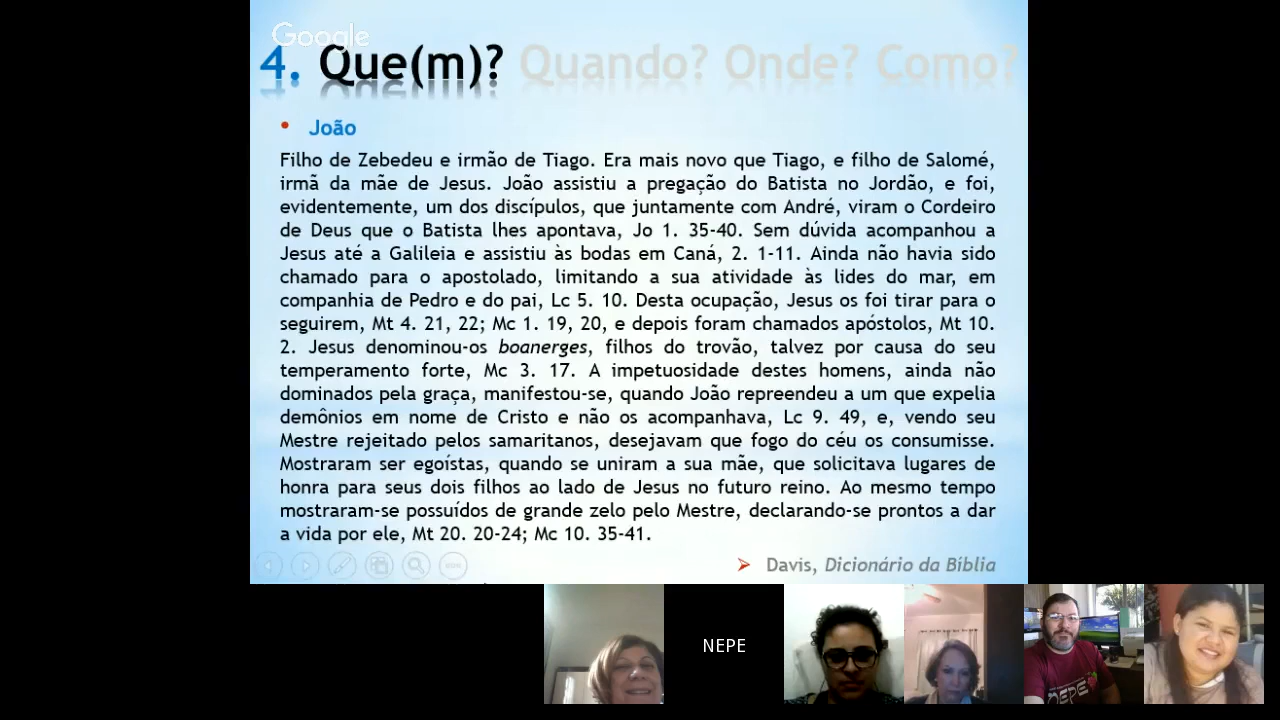 Google
4. Que(m)? Quando? Onde? Como?
• João
Filho de Zebedeu e irmão de Tiago. Era mais novo que Tiago, e filho de Salomé,
irmã da mãe de Jesus. João assistiu a pregação do Batista no Jordão, e foi,
evidentemente, um dos discípulos, que juntamente com André, viram o Cordeiro
de Deus que o Batista lhes apontava, Jo 1. 35-40. Sem dúvida acompanhou a
Jesus até a Galileia e assistiu às bodas em Caná, 2. 1-11. Ainda não havia sido
chamado para o apostolado, limitando a sua atividade às lides do mar, em
companhia de Pedro e do pai, Lc 5. 10. Desta ocupação, Jesus os foi tirar para o
seguirem, Mt 4. 21, 22; Mc 1. 19, 20, e depois foram chamados apóstolos, Mt 10.
2. Jesus denominou-os boanerges, filhos do trovão, talvez por causa do seu
temperamento forte, Mc 3. 17. A impetuosidade destes homens, ainda não
dominados pela graça, manifestou-se, quando João repreendeu a um que expelia
demônios em nome de Cristo e não os acompanhava, Lc 9. 49, e, vendo seu
Mestre rejeitado pelos samaritanos, desejavam que fogo do céu os consumisse.
Mostraram ser egoístas, quando se uniram a sua mãe, que solicitava lugares de
honra para seus dois filhos ao lado de Jesus no futuro reino. Ao mesmo tempo
mostraram-se possuídos de grande zelo pelo Mestre, declarando-se prontos a dar
a vida por ele, Mt 20. 20-24; Mc 10. 35-41.
Davis, Dicionário da Bíblia
NEPE
NEPE